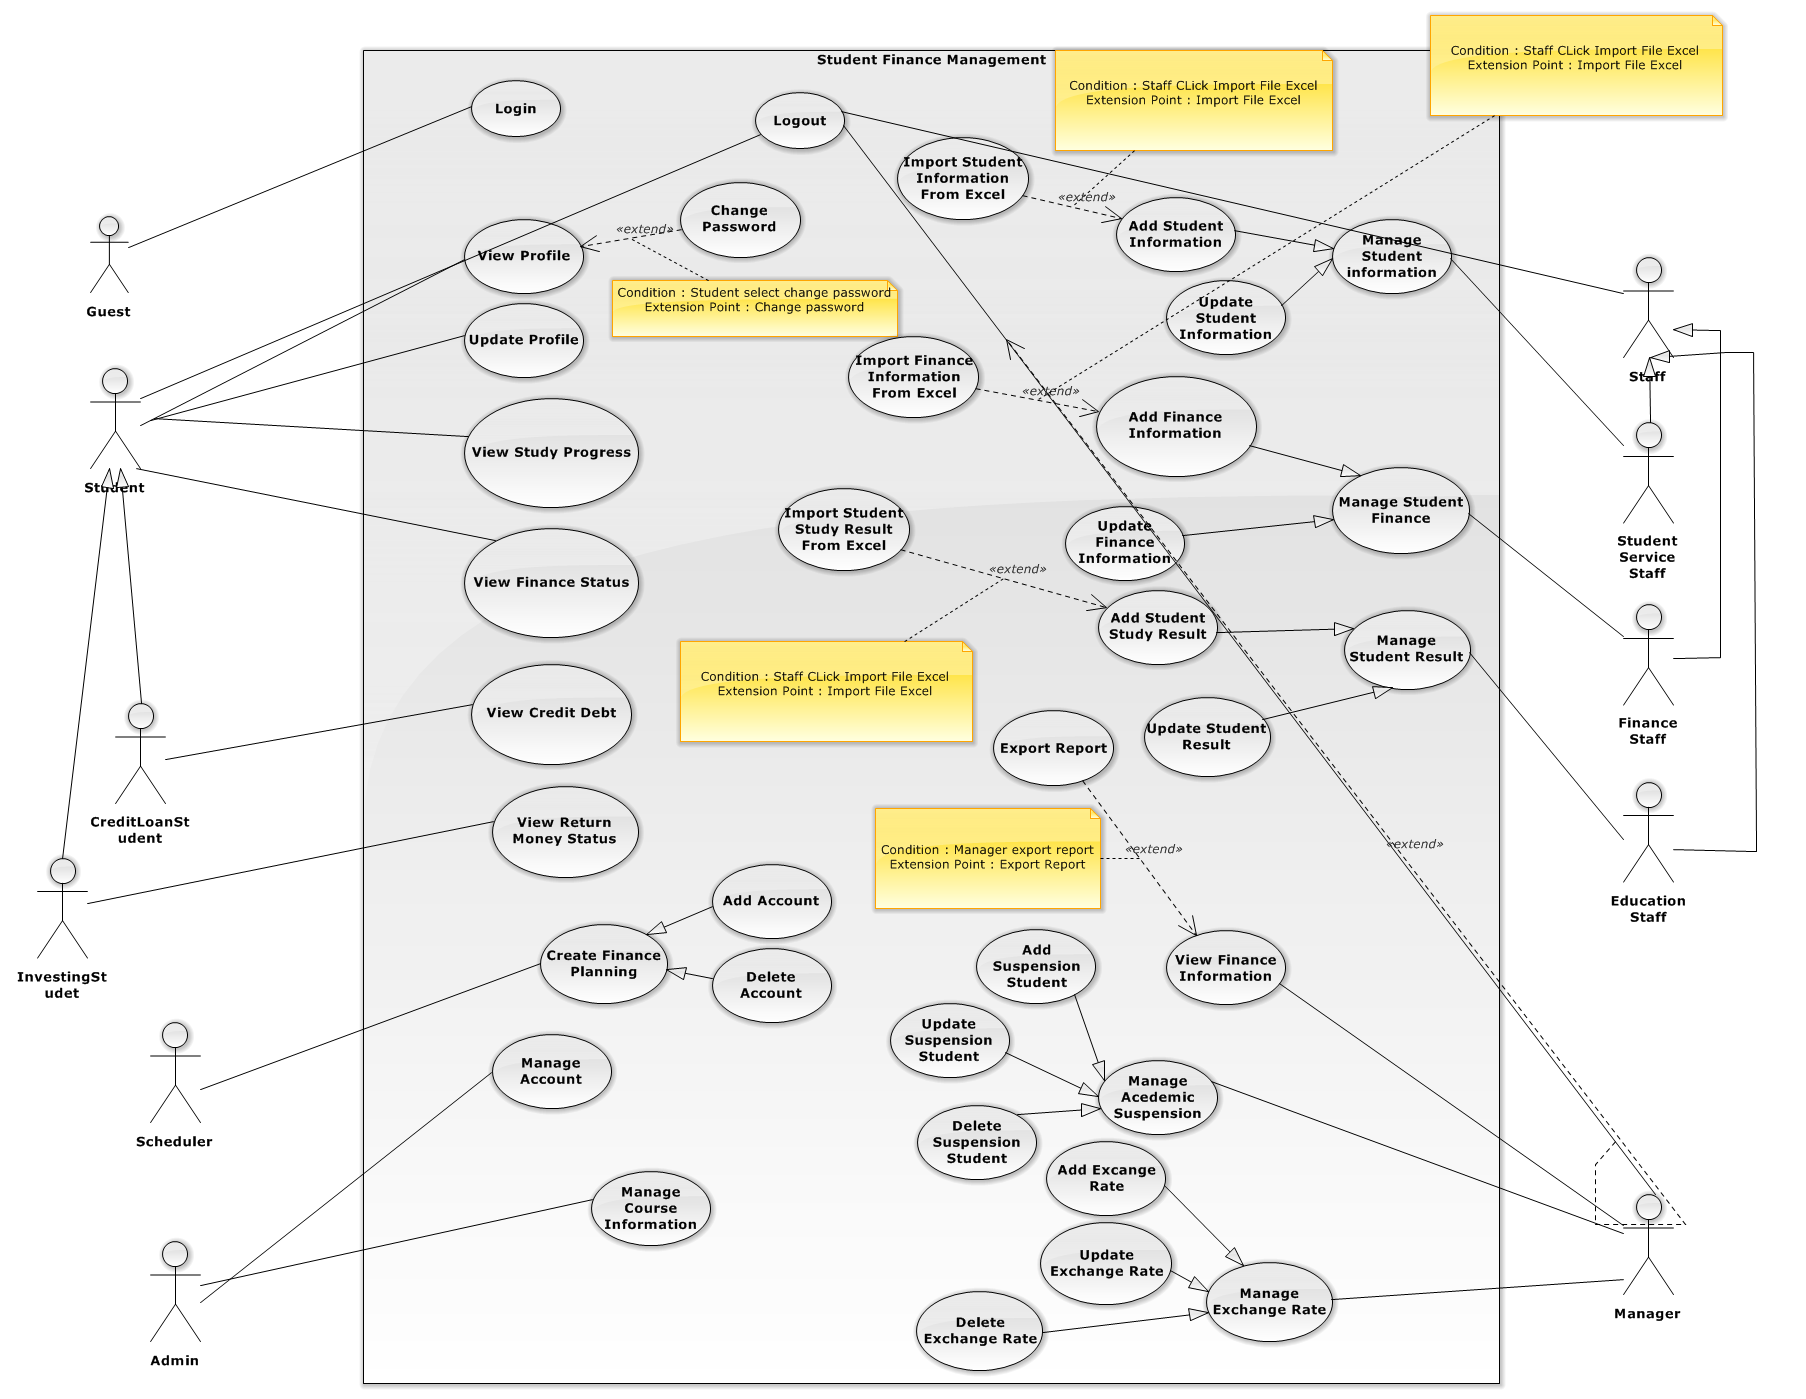 Student Finance Management
Condition : Staff CLick Import File Excel
Extension Point : Import File Excel
Condition : Staff CLick Import File Excel
Extension Point : Import File Excel
Login
Logout
Import Student
Information
From Excel
«extend»
Change
Password
Add Student
Information
Manage
Student
information
«extend»
View Profile
Guest
Condition : Student select change password
Extension Point : Change password
Update
Student
Information
Update Profile
Staff
Import Finance
Information
From Excel
«extend»
Add Finance
Information
Student
View Study Progress
Manage Student
Finance
Import Student
Study Result
From Excel
Update
Finance
Information
Student
Service
Staff
«extend»
View Finance Status
Add Student
Study Result
Manage
Student Result
Condition : Staff CLick Import File Excel
Extension Point : Import File Excel
View Credit Debt
Export Report
Update Student
Result
Finance
Staff
CreditLoanSt
udent
View Return
Money Status
Condition : Manager export report
Extension Point : Export Report
«extend»
«extend»
Add Account
Education
Staff
InvestingSt
udet
Create Finance
Planning
Delete
Account
Add
Suspension
Student
View Finance
Information
Update
Suspension
Student
Manage
Account
Manage
Acedemic
Suspension
Scheduler
Delete
Suspension
Student
Add Excange
Rate
Manage
Course
Information
Update
Exchange Rate
Manage
Exchange Rate
Manager
Delete
Exchange Rate
Admin